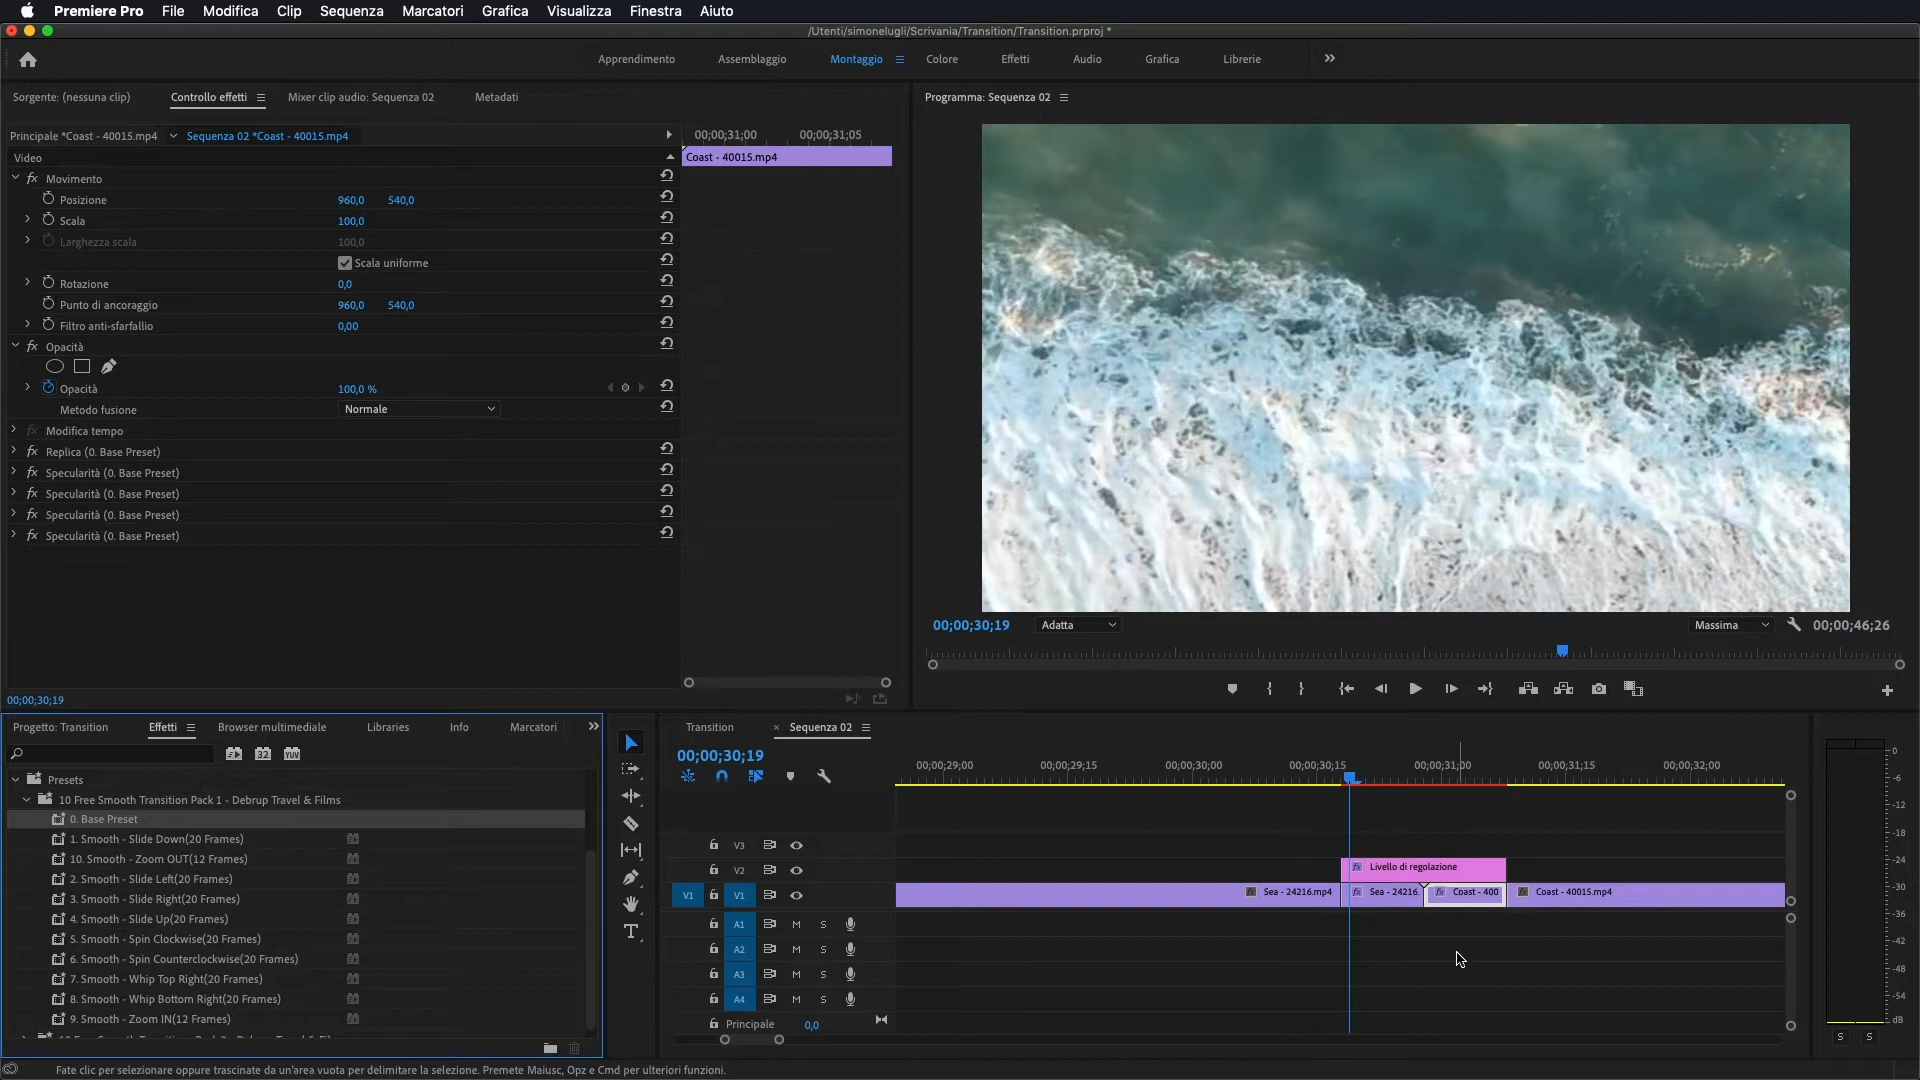 Premiere Pro File Modifica Clip Sequenza Marcatori Grafica Visualizza Finestra Aiuto
/Utenti/simonelugli/Scrivania/Transition/Transition.prproj *
Apprendimento Assemblaggio Montaggio Colore Effetti Audio Grafica Librerie
Sorgente: (nessuna clip) Controllo effetti Mixer clip audio: Sequenza 02 Metadati
Programma: Sequenza 02
Principale *Coast - 40015.mp4 Sequenza 02 *Coast - 40015.mp4
00;00;31;00 00;00;31;05
Video
Coast - 40015.mp4
fx Movimento
Posizione 960,0 540,0
Scala 100,0
Larghezza scala 100,0
Scala uniforme
Rotazione 0,0
Punto di ancoraggio 960,0 540,0
Filtro anti-sfarfallio 0,00
fx Opacità
Opacità 100,0 %
Metodo fusione Normale
fx Modifica tempo
fx Replica (0. Base Preset)
fx Specularità (0. Base Preset)
fx Specularità (0. Base Preset)
fx Specularità (0. Base Preset)
fx Specularità (0. Base Preset)
00;00;30;19
00;00;30;19 Adatta Massima 00;00;46;26
Progetto: Transition Effetti Browser multimediale Libraries Info Marcatori
32 YUV
Presets
10 Free Smooth Transition Pack 1 - Debrup Travel & Films
0. Base Preset
1. Smooth - Slide Down(20 Frames)
10. Smooth - Zoom OUT(12 Frames)
2. Smooth - Slide Left(20 Frames)
3. Smooth - Slide Right(20 Frames)
4. Smooth - Slide Up(20 Frames)
5. Smooth - Spin Clockwise(20 Frames)
6. Smooth - Spin Counterclockwise(20 Frames)
7. Smooth - Whip Top Right(20 Frames)
8. Smooth - Whip Bottom Right(20 Frames)
9. Smooth - Zoom IN(12 Frames)
T
Transition × Sequenza 02
00;00;30;19
00;00;29;00 00;00;29;15 00;00;30;00 00;00;30;15 00;00;31;00 00;00;31;15 00;00;32;00
V3
V2 fx Livello di regolazione
V1 V1 fx Sea - 24216.mp4 fx Sea - 24216. fx Coast - 400 fx Coast - 40015.mp4
A1 M S
A2 M S
A3 M S
A4 M S
Principale 0,0
0
-6
-12
-18
-24
-30
-36
-42
-48
-54
dB
S S
Fate clic per selezionare oppure trascinate da un'area vuota per delimitare la selezione. Premete Maiusc, Opz e Cmd per ulteriori funzioni.